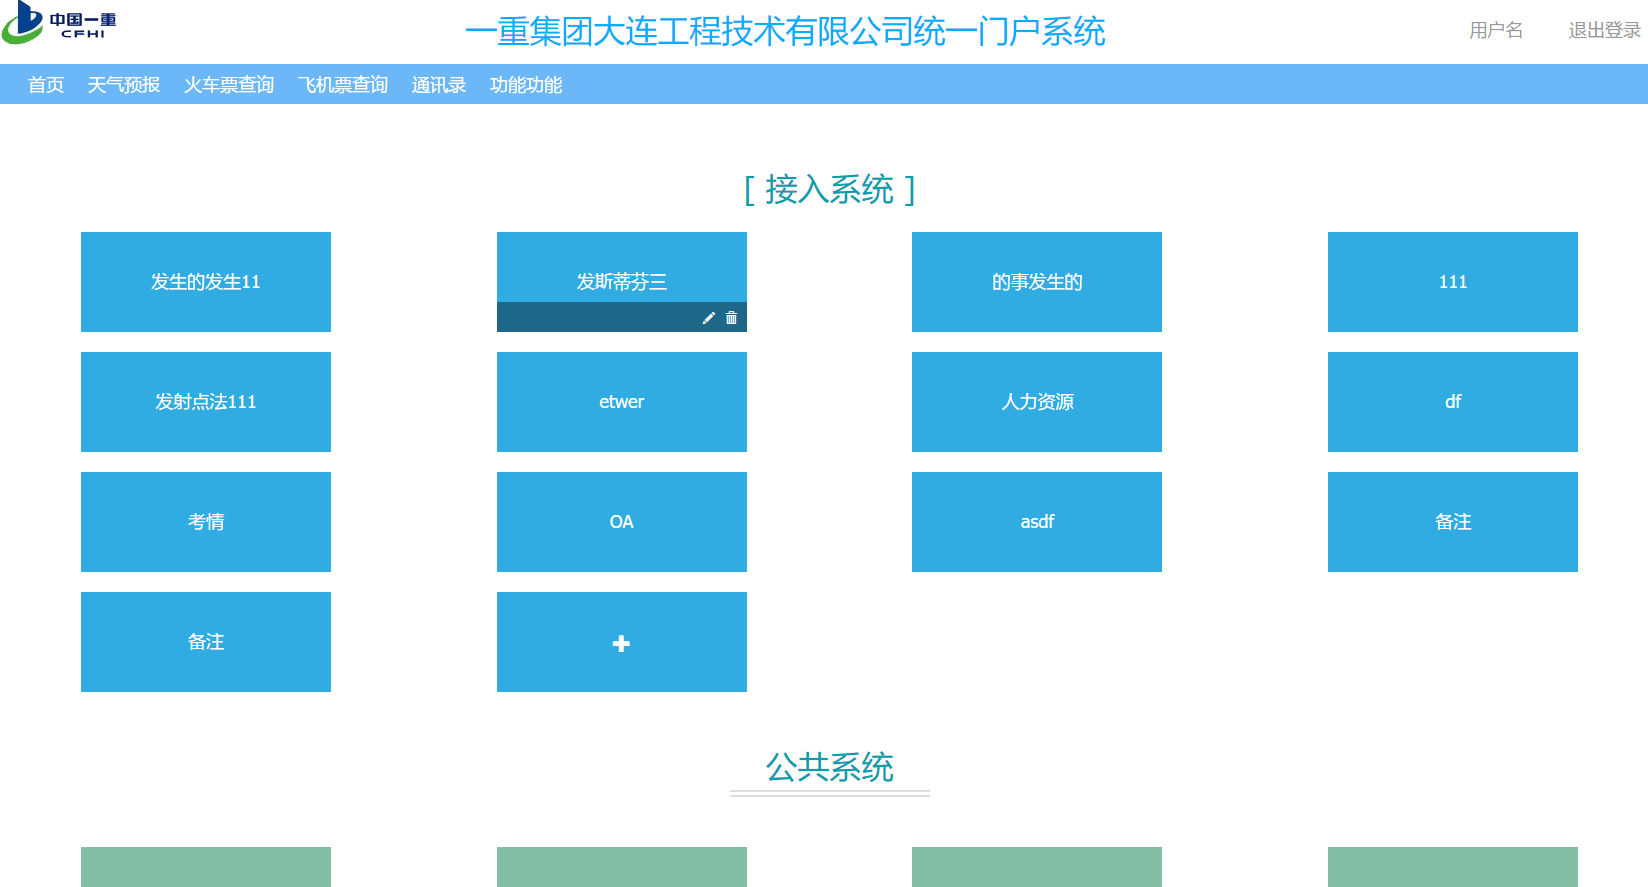 中国一重
CFHI
一重集团大连工程技术有限公司统一门户系统
用户名 退出登录
首页 天气预报 火车票查询 飞机票查询 通讯录 功能功能
[ 接入系统 ]
发生的发生11 发斯蒂芬三 的事发生的 111
发射点法111 etwer 人力资源 df
考情 OA asdf 备注
备注
公共系统